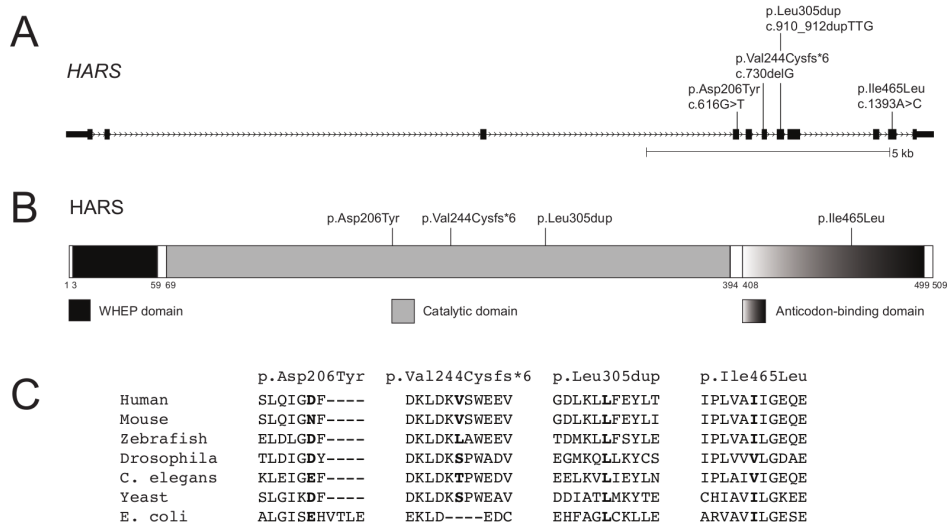 A
HARS
p.Leu305dup
c.910_912dupTTG
p.Val244Cysfs*6
c.730delG
p.Asp206Tyr
c.616G>T
p.Ile465Leu
c.1393A>C
5 kb
B
HARS
p.Asp206Tyr p.Val244Cysfs*6 p.Leu305dup p.Ile465Leu
1 3 59 69 394 408 499 509
WHEP domain Catalytic domain Anticodon-binding domain
C
p.Asp206Tyr p.Val244Cysfs*6 p.Leu305dup p.Ile465Leu
Human SLQIGDF---- DKLDKVSWEEV GDLKLLFEYLT IPLVAIIGEQE
Mouse SLQIGNF---- DKLDKVSWEEV GDLKLLFEYLI IPLVAIIGEQE
Zebrafish ELDLGDF---- DKLDKLAWEEV TDMKLLFSYLE IPLVAILGEQE
Drosophila TLDIGDY---- DKLDKSPWADV EGMKQLLKYCS IPLVVVLGDAE
C. elegans KLEIGEF---- DKLDKTPWEDV EELKVLIEYLN IPLAIVIGEQE
Yeast SLGIKDF---- DKLDKSPWEAV DDIATLMKYTE CHIAVILGKEE
E. coli ALGISEHVTLE EKLD----EDC EHFAGLCKLLE ARVAVILGESE